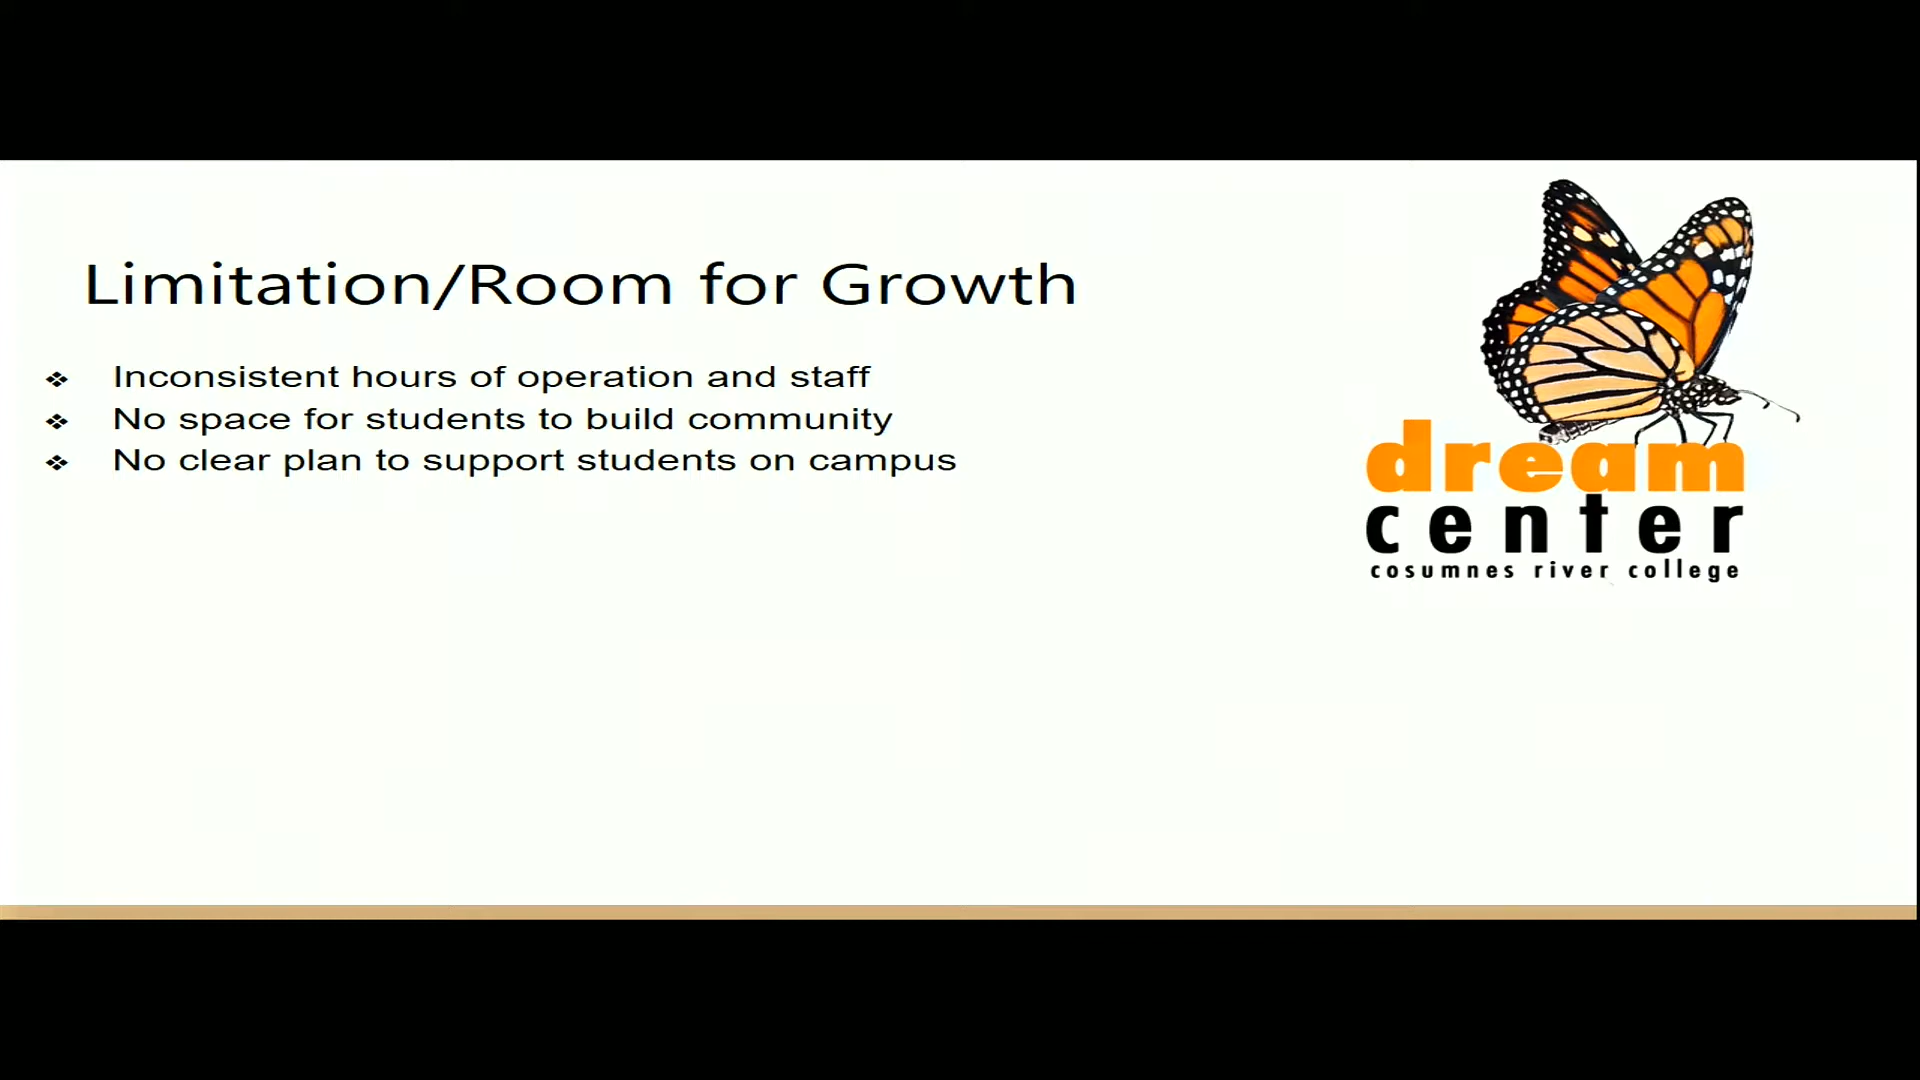 Limitation/Room for Growth
Inconsistent hours of operation and staff
No space for students to build community
No clear plan to support students on campus
dream
center
cosumnes river college